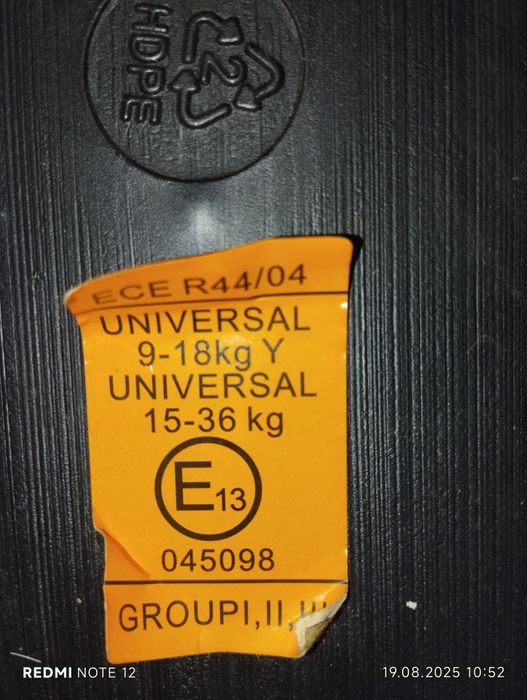 2
HDPE
ECE R44/04
UNIVERSAL
9-18kg Y
UNIVERSAL
15-36 kg
E13
045098
GROUPI,II,III
REDMI NOTE 12
19.08.2025 10:52